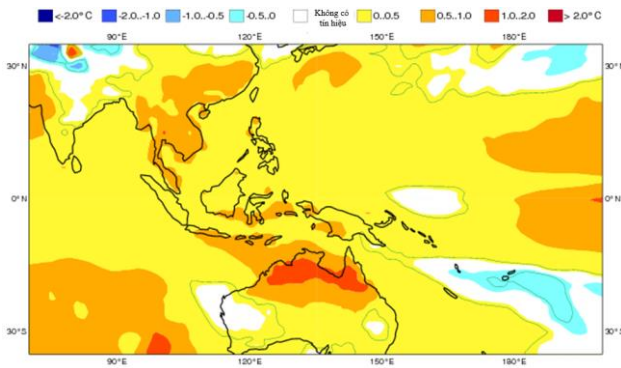 <-2.0°C -2.0..-1.0 -1.0..-0.5 -0.5..0 Không có tín hiệu 0..0.5 0.5..1.0 1.0..2.0 > 2.0°C
90°E 120°E 150°E 180°E
30°N 30°N
0°N 0°N
30°S 30°S
90°E 120°E 150°E 180°E